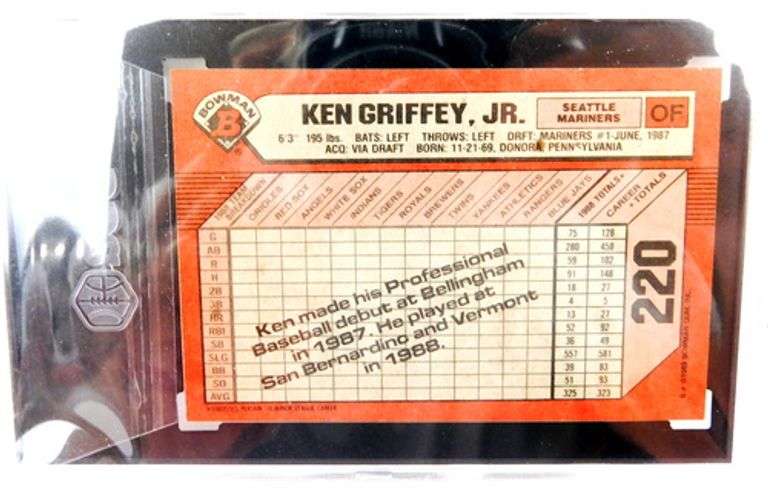 BOWMAN
B
KEN GRIFFEY, JR.
SEATTLE
MARINERS
OF
6'3" 195 lbs. BATS: LEFT THROWS: LEFT DRFT: MARINERS #1-JUNE, 1987
ACQ: VIA DRAFT BORN: 11-21-69, DONORA, PENNSYLVANIA
1988 TEAM
BREAKDOWN
ORIOLES
RED SOX
ANGELS
WHITE SOX
INDIANS
TIGERS
ROYALS
BREWERS
TWINS
YANKEES
ATHLETICS
RANGERS
BLUE JAYS
1988 TOTALS
CAREER
TOTALS
G 75 128
AB 280 450
R 59 102
H 91 148
2B 18 27
3B 4 5
HR 13 27
RBI 52 92
SB 36 49
SLG 557 581
BB 39 83
SO 51 93
AVG 325 323
Ken made his Professional
Baseball debut at Bellingham
in 1987. He played at
San Bernardino and Vermont
in 1988.
220